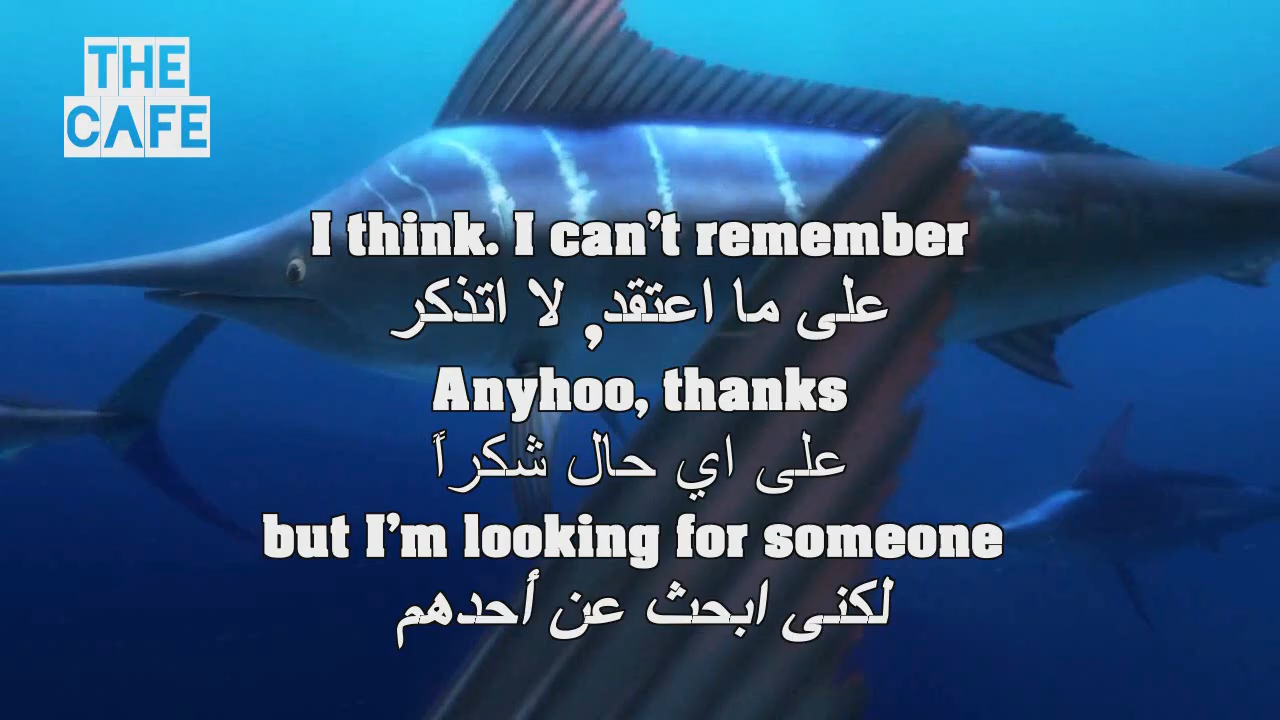 THE
CAFE
I think. I can't remember
على ما اعتقد, لا اتذكر
Anyhoo, thanks
على اي حال شكراً
but I'm looking for someone
لكنى ابحث عن أحدهم